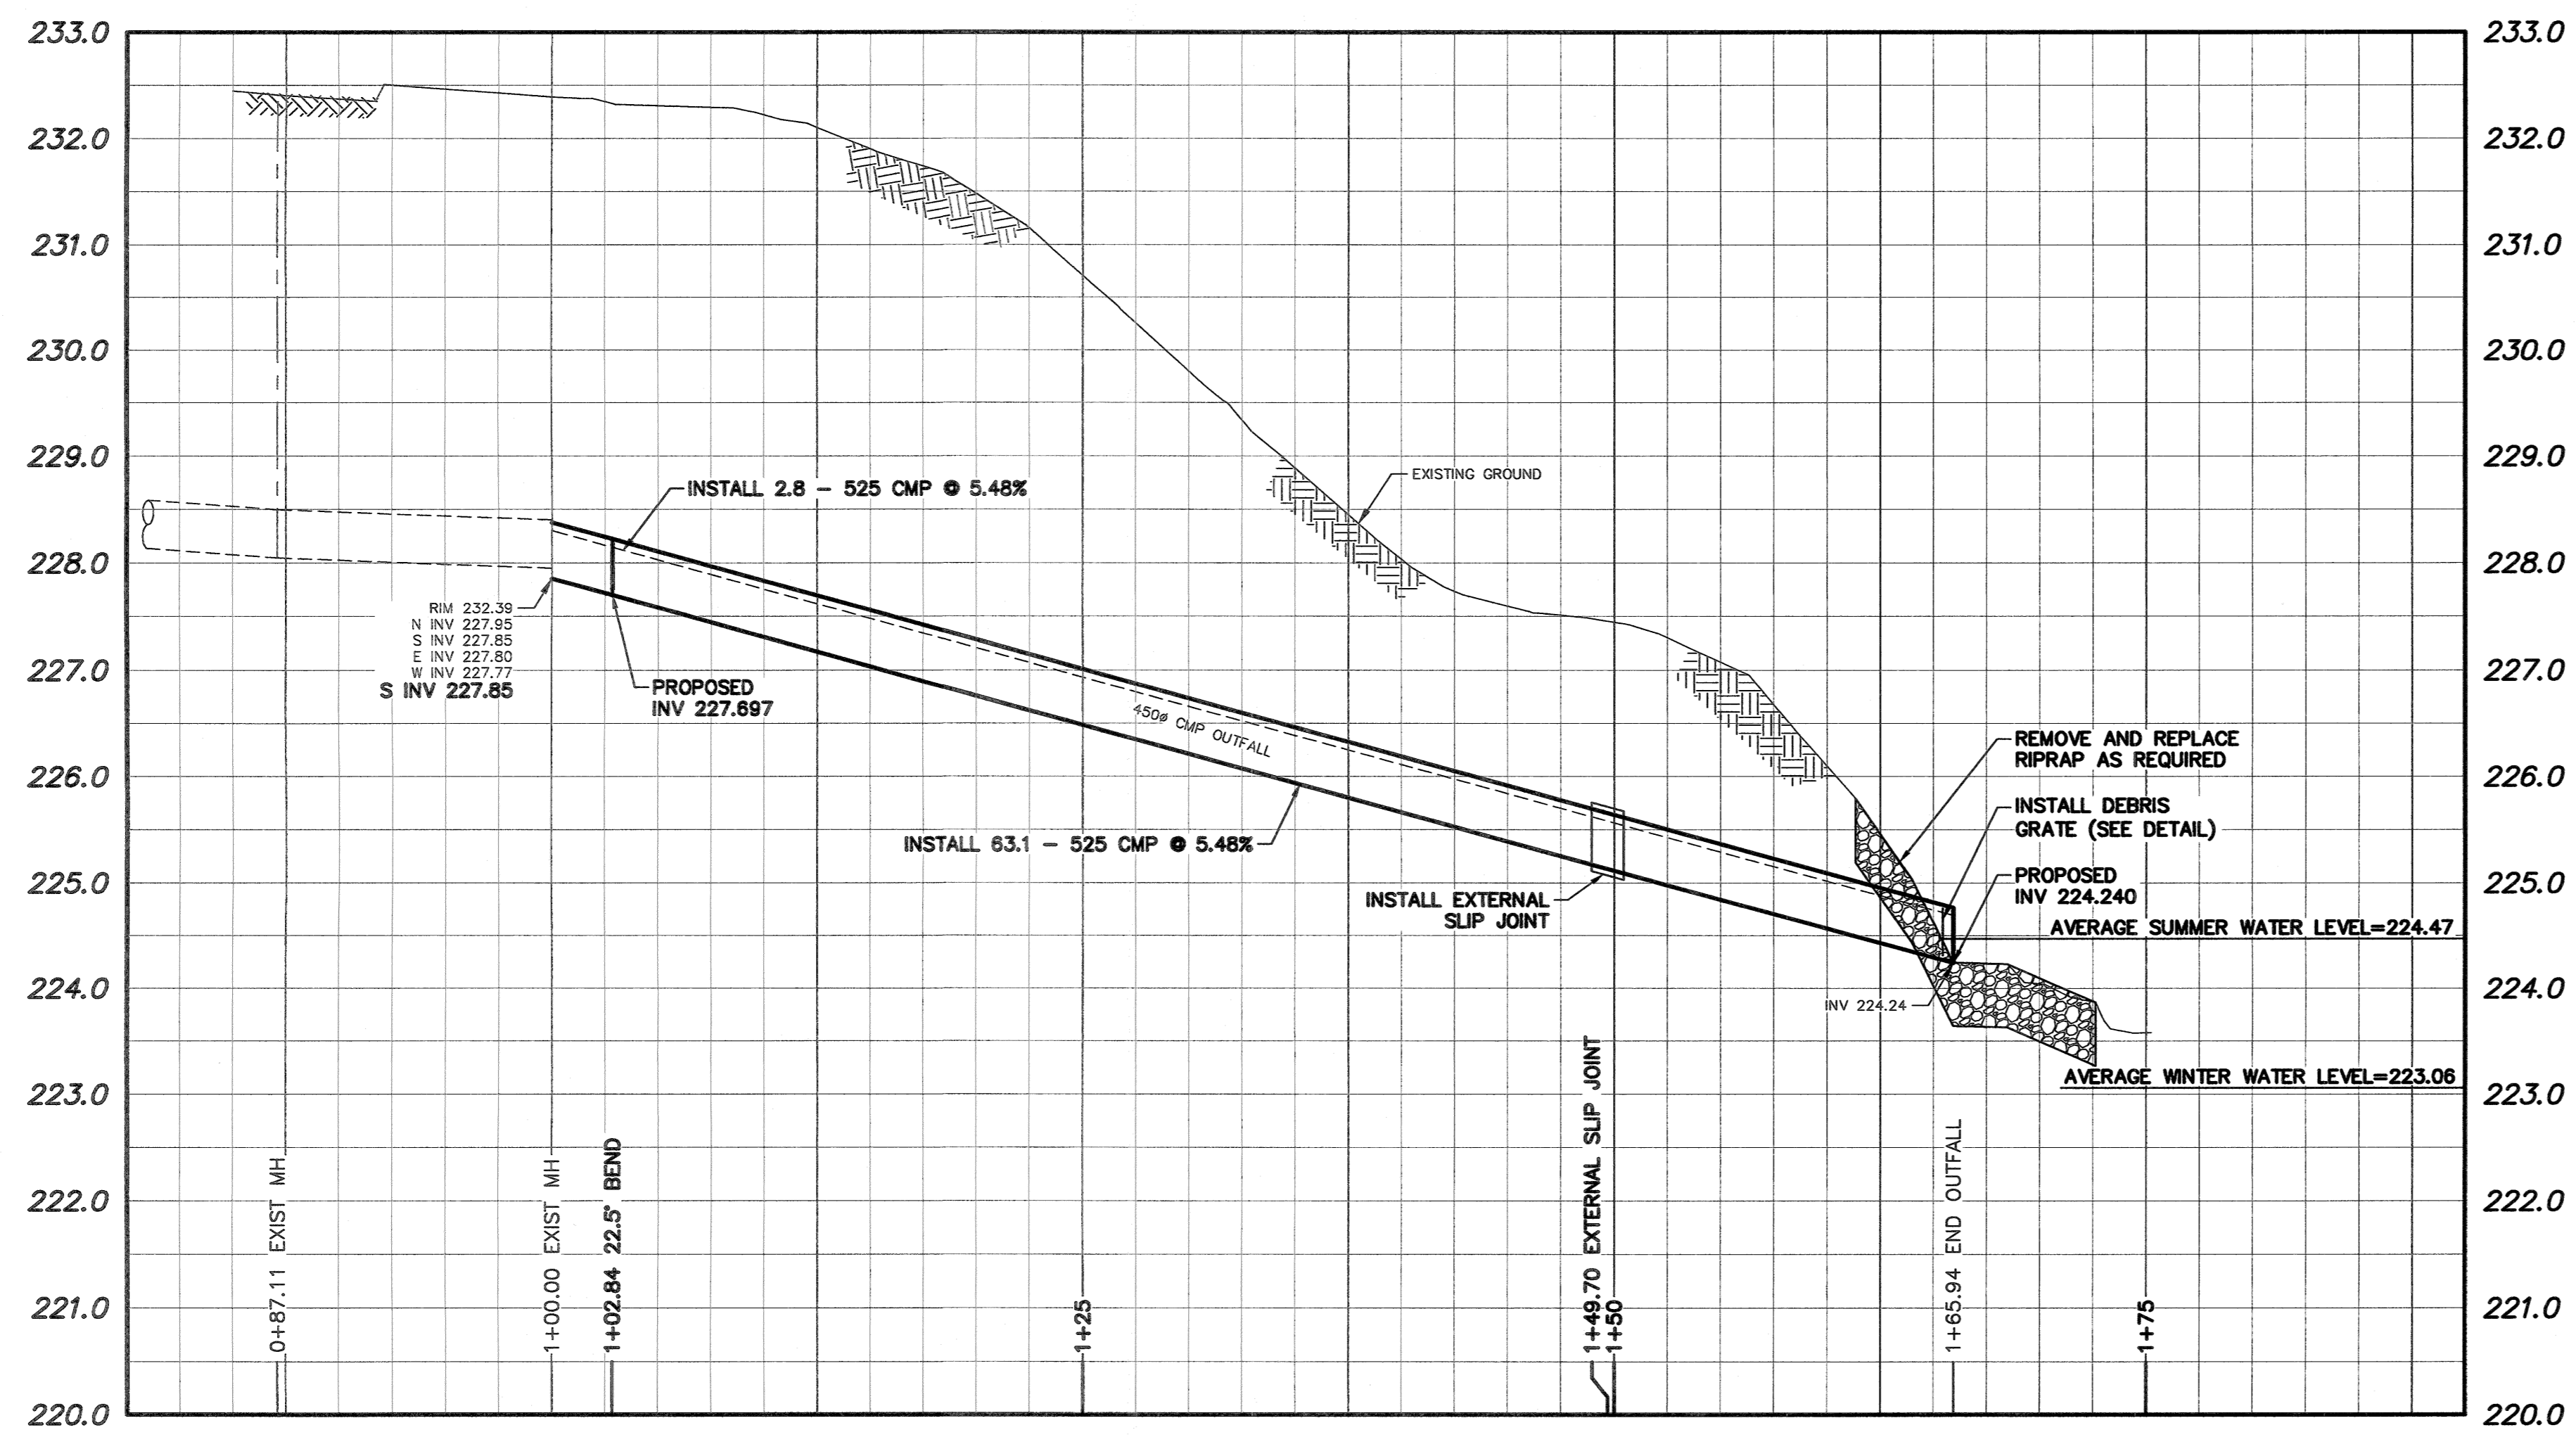 233.0
232.0
231.0
230.0
229.0
228.0
227.0
226.0
225.0
224.0
223.0
222.0
221.0
220.0
233.0
232.0
231.0
230.0
229.0
228.0
227.0
226.0
225.0
224.0
223.0
222.0
221.0
220.0
INSTALL 2.8 - 525 CMP @ 5.48%
EXISTING GROUND
RIM 232.39
N INV 227.95
S INV 227.85
E INV 227.80
W INV 227.77
S INV 227.85
PROPOSED
INV 227.697
450ø CMP OUTFALL
INSTALL 63.1 - 525 CMP @ 5.48%
INSTALL EXTERNAL
SLIP JOINT
REMOVE AND REPLACE
RIPRAP AS REQUIRED
INSTALL DEBRIS
GRATE (SEE DETAIL)
PROPOSED
INV 224.240
AVERAGE SUMMER WATER LEVEL=224.47
INV 224.24
AVERAGE WINTER WATER LEVEL=223.06
0+87.11 EXIST MH
1+00.00 EXIST MH
1+02.84 22.5° BEND
1+25
1+49.70 EXTERNAL SLIP JOINT
1+50
1+65.94 END OUTFALL
1+75